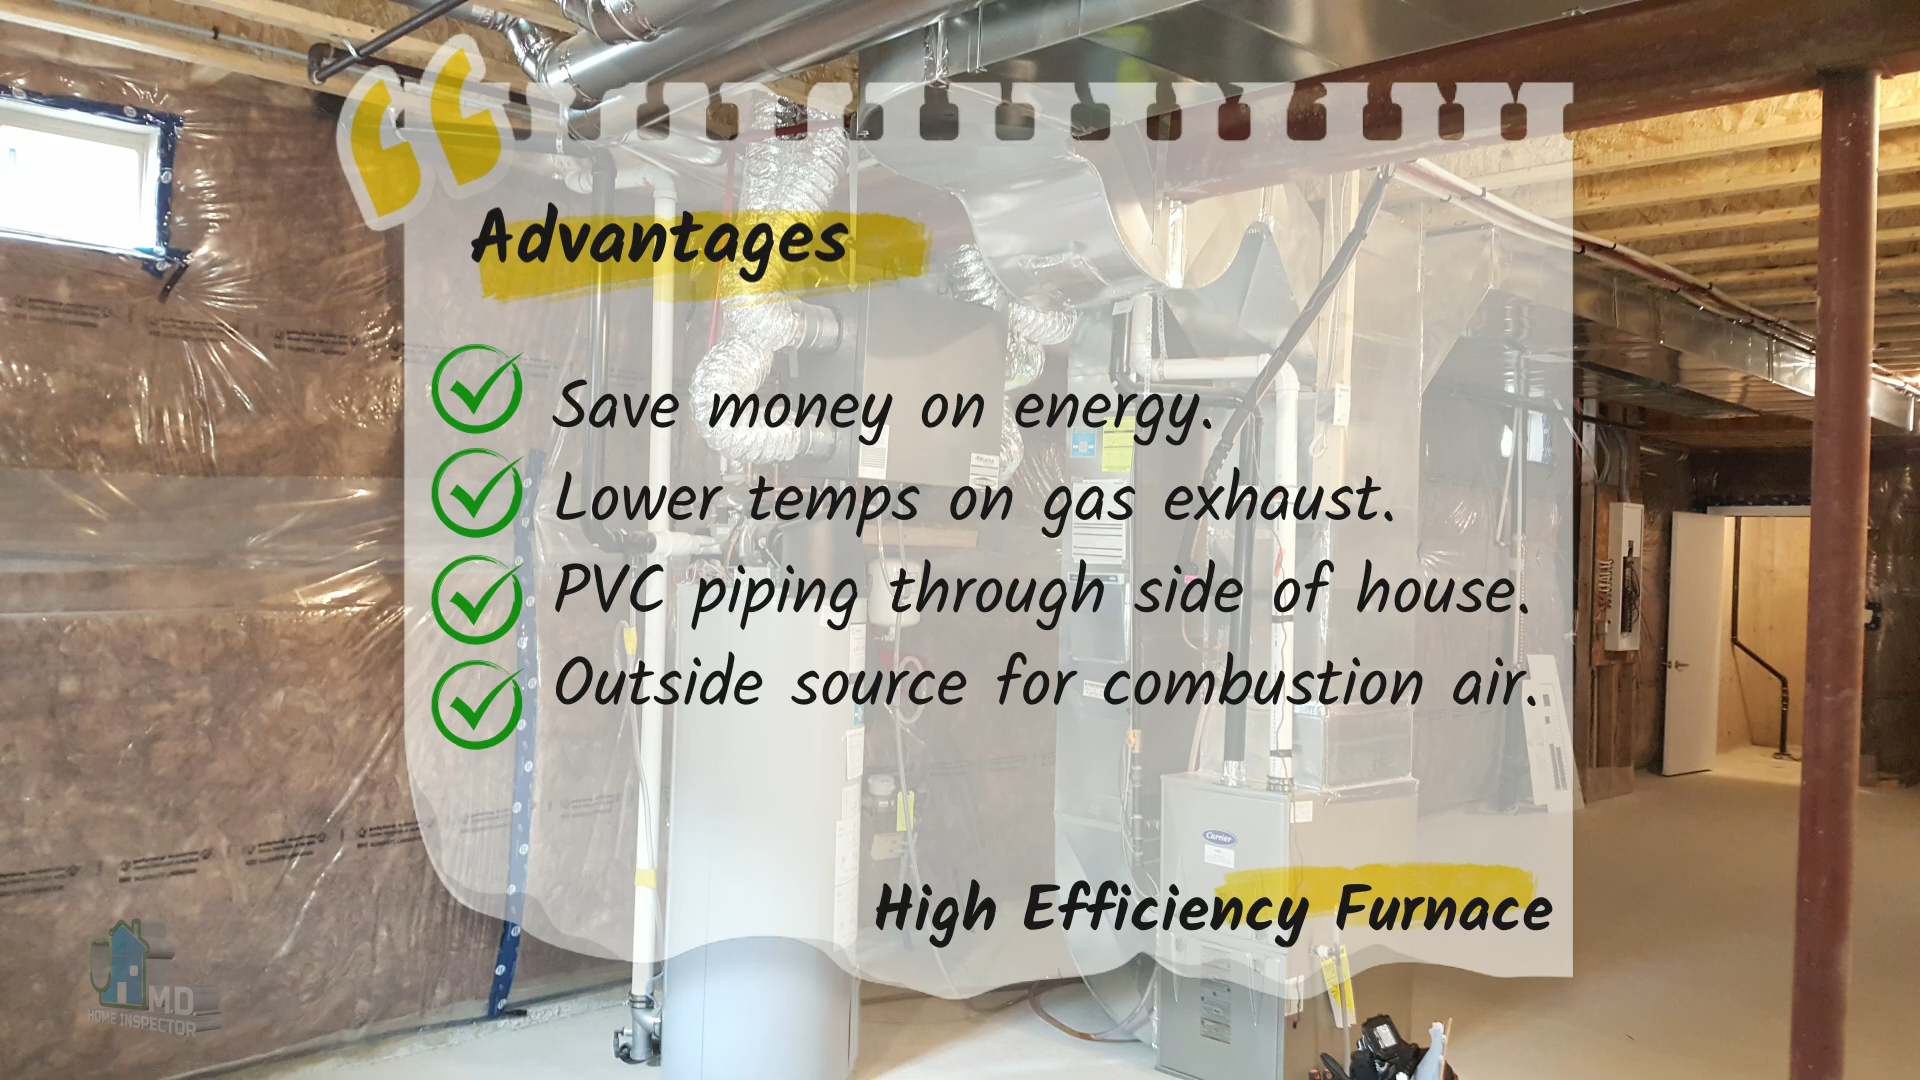 Advantages
Save money on energy.
Lower temps on gas exhaust.
PVC piping through side of house.
Outside source for combustion air.
Carrier
High Efficiency Furnace
M.D.
HOME INSPECTOR